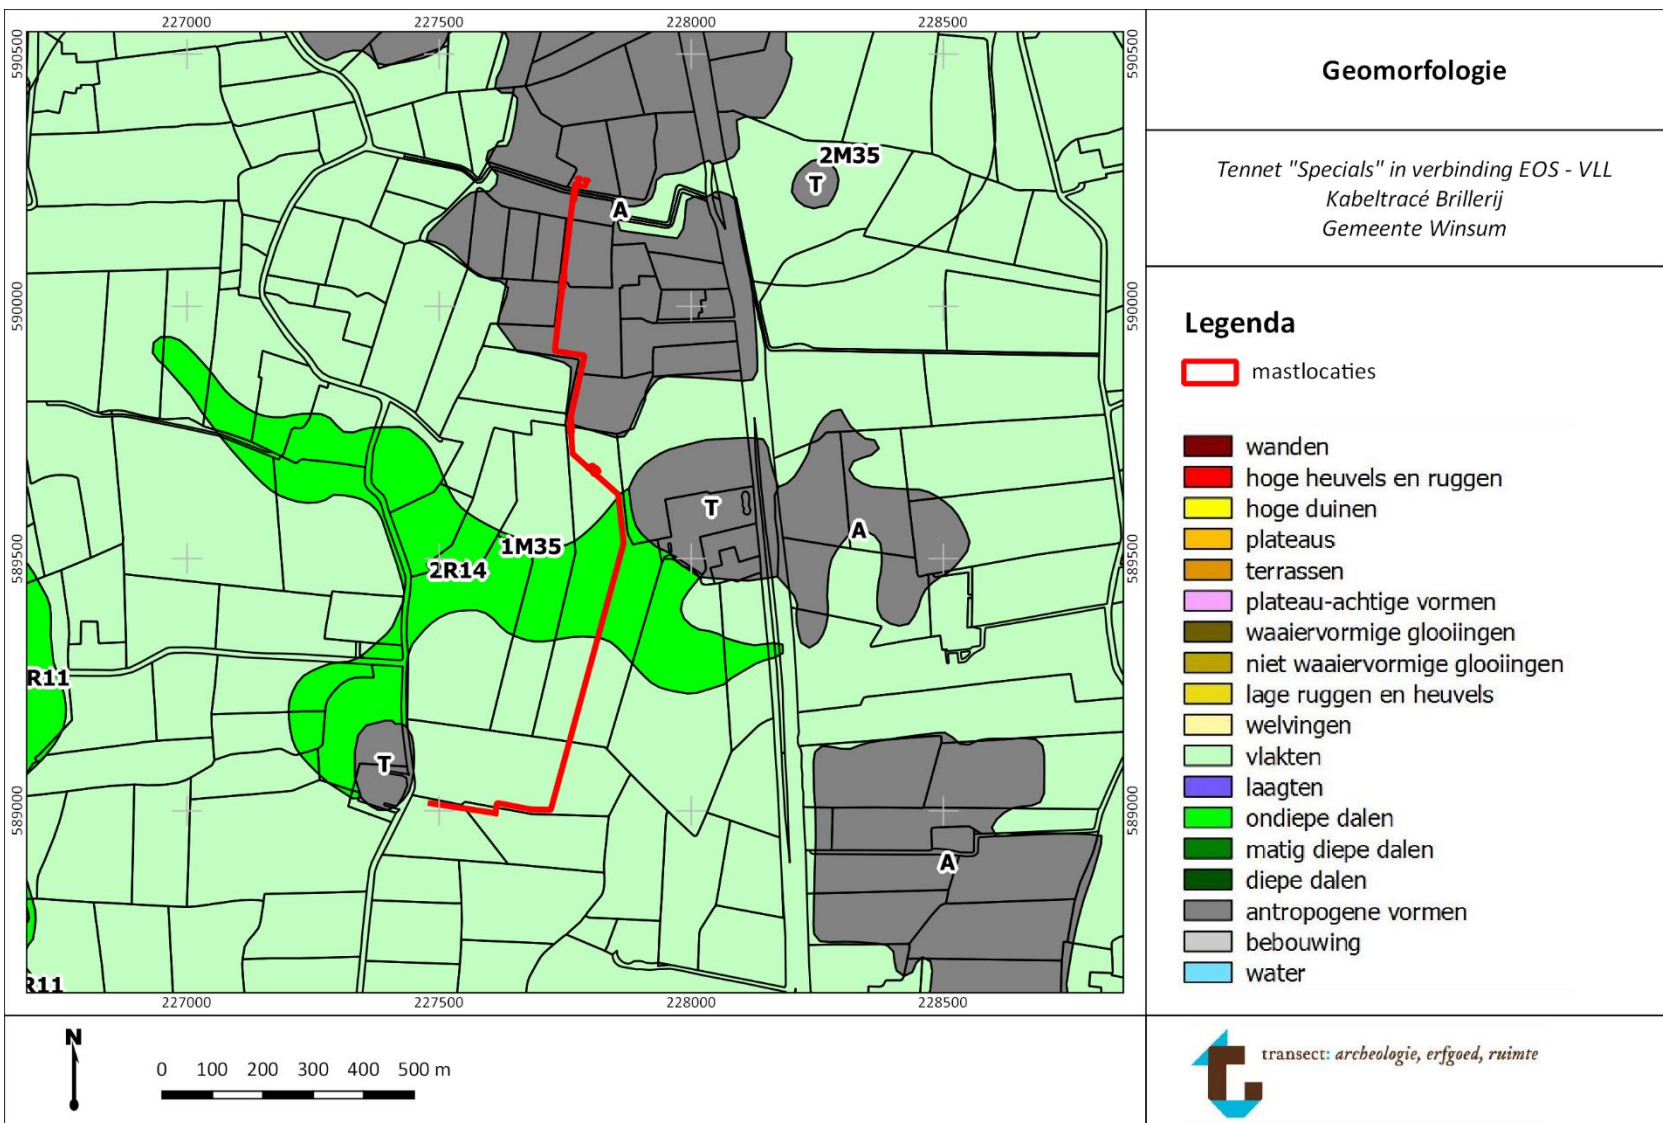 227000 227500 228000 228500
590500 590500
590000 590000
589500 589500
589000 589000
2M35
T
A
T
A
1M35
2R14
R11
T
A
R11
227000 227500 228000 228500
N
0 100 200 300 400 500 m
Geomorfologie
Tennet "Specials" in verbinding EOS - VLL
Kabeltracé Brillerij
Gemeente Winsum
Legenda
mastlocaties
wanden
hoge heuvels en ruggen
hoge duinen
plateaus
terrassen
plateau-achtige vormen
waaiervormige glooiingen
niet waaiervormige glooiingen
lage ruggen en heuvels
welvingen
vlakten
laagten
ondiepe dalen
matig diepe dalen
diepe dalen
antropogene vormen
bebouwing
water
transect: archeologie, erfgoed, ruimte